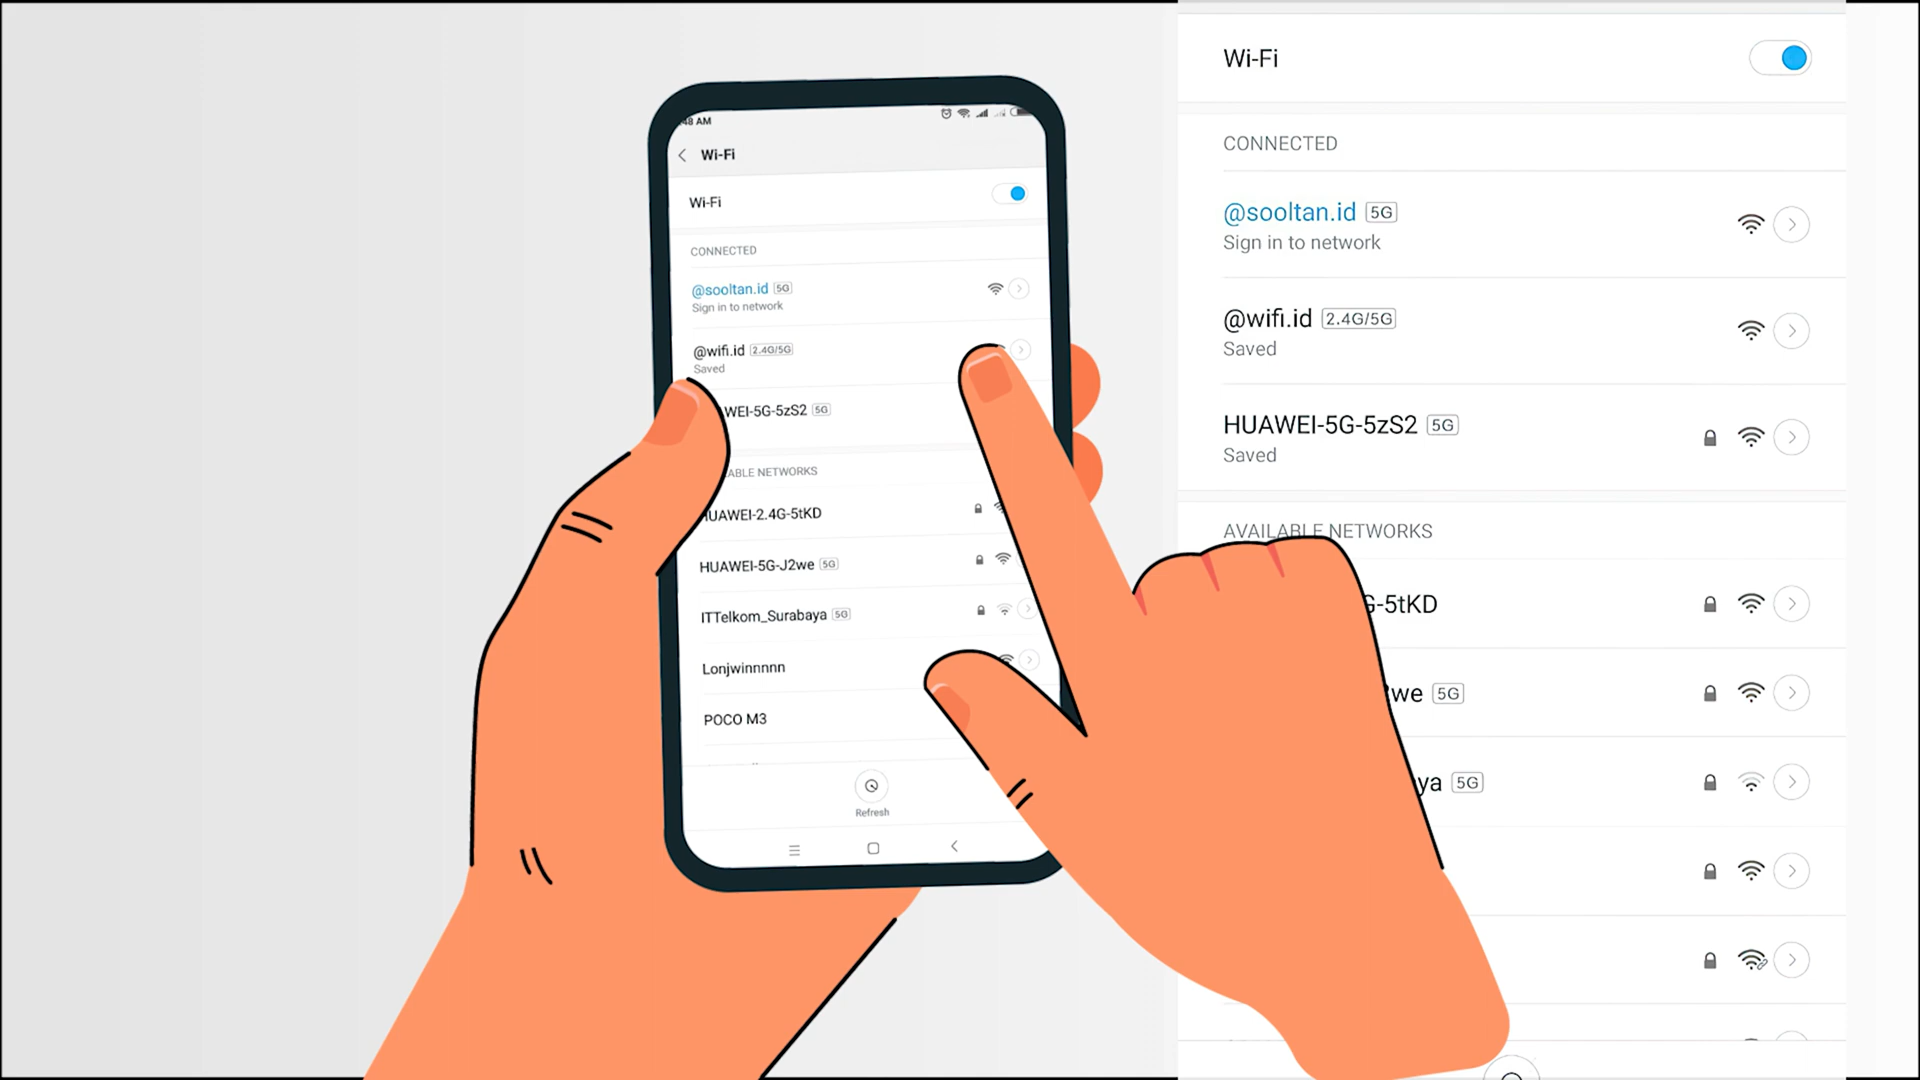 48 AM
Wi-Fi
Wi-Fi
CONNECTED
@sooltan.id 5G
Sign in to network
@wifi.id 2.4G/5G
Saved
WEI-5G-5zS2 5G
ABLE NETWORKS
HUAWEI-2.4G-5tKD
HUAWEI-5G-J2we 5G
ITTelkom_Surabaya 5G
Lonjwinnnnn
POCO M3
Refresh
Wi-Fi
CONNECTED
@sooltan.id 5G
Sign in to network
@wifi.id 2.4G/5G
Saved
HUAWEI-5G-5zS2 5G
Saved
AVAILABLE NETWORKS
G-5tKD
we 5G
ya 5G